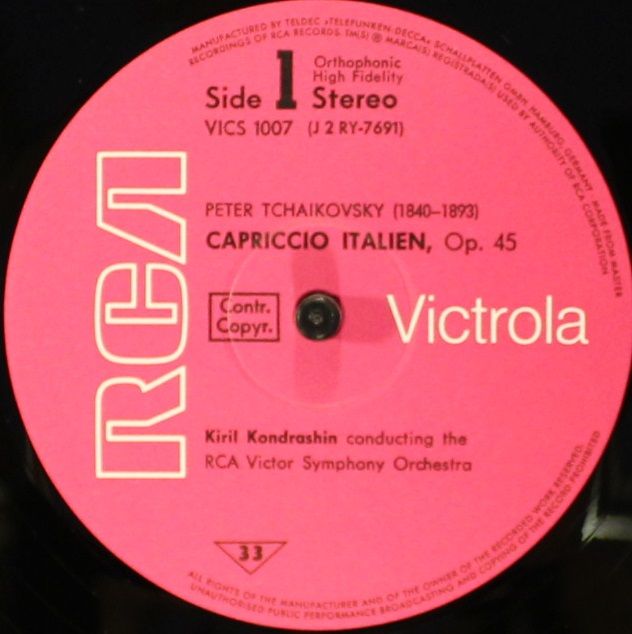 MANUFACTURED BY TELDEC »TELEFUNKEN-DECCA« SCHALLPLATTEN GMBH, HAMBURG, GERMANY · MADE FROM MASTER
RECORDINGS OF RCA RECORDS. TM(S) ® MARCA(S) REGISTRADA(S) USED BY AUTHORITY OF RCA CORPORATION
Side 1
Orthophonic
High Fidelity
Stereo
VICS 1007 (J 2 RY-7691)
RCA
PETER TCHAIKOVSKY (1840–1893)
CAPRICCIO ITALIEN, Op. 45
Contr.
Copyr.
Victrola
Kiril Kondrashin conducting the
RCA Victor Symphony Orchestra
33
ALL RIGHTS OF THE MANUFACTURER AND OF THE OWNER OF THE RECORDED WORK RESERVED.
UNAUTHORISED PUBLIC PERFORMANCE BROADCASTING AND COPYING OF THE RECORD PROHIBITED